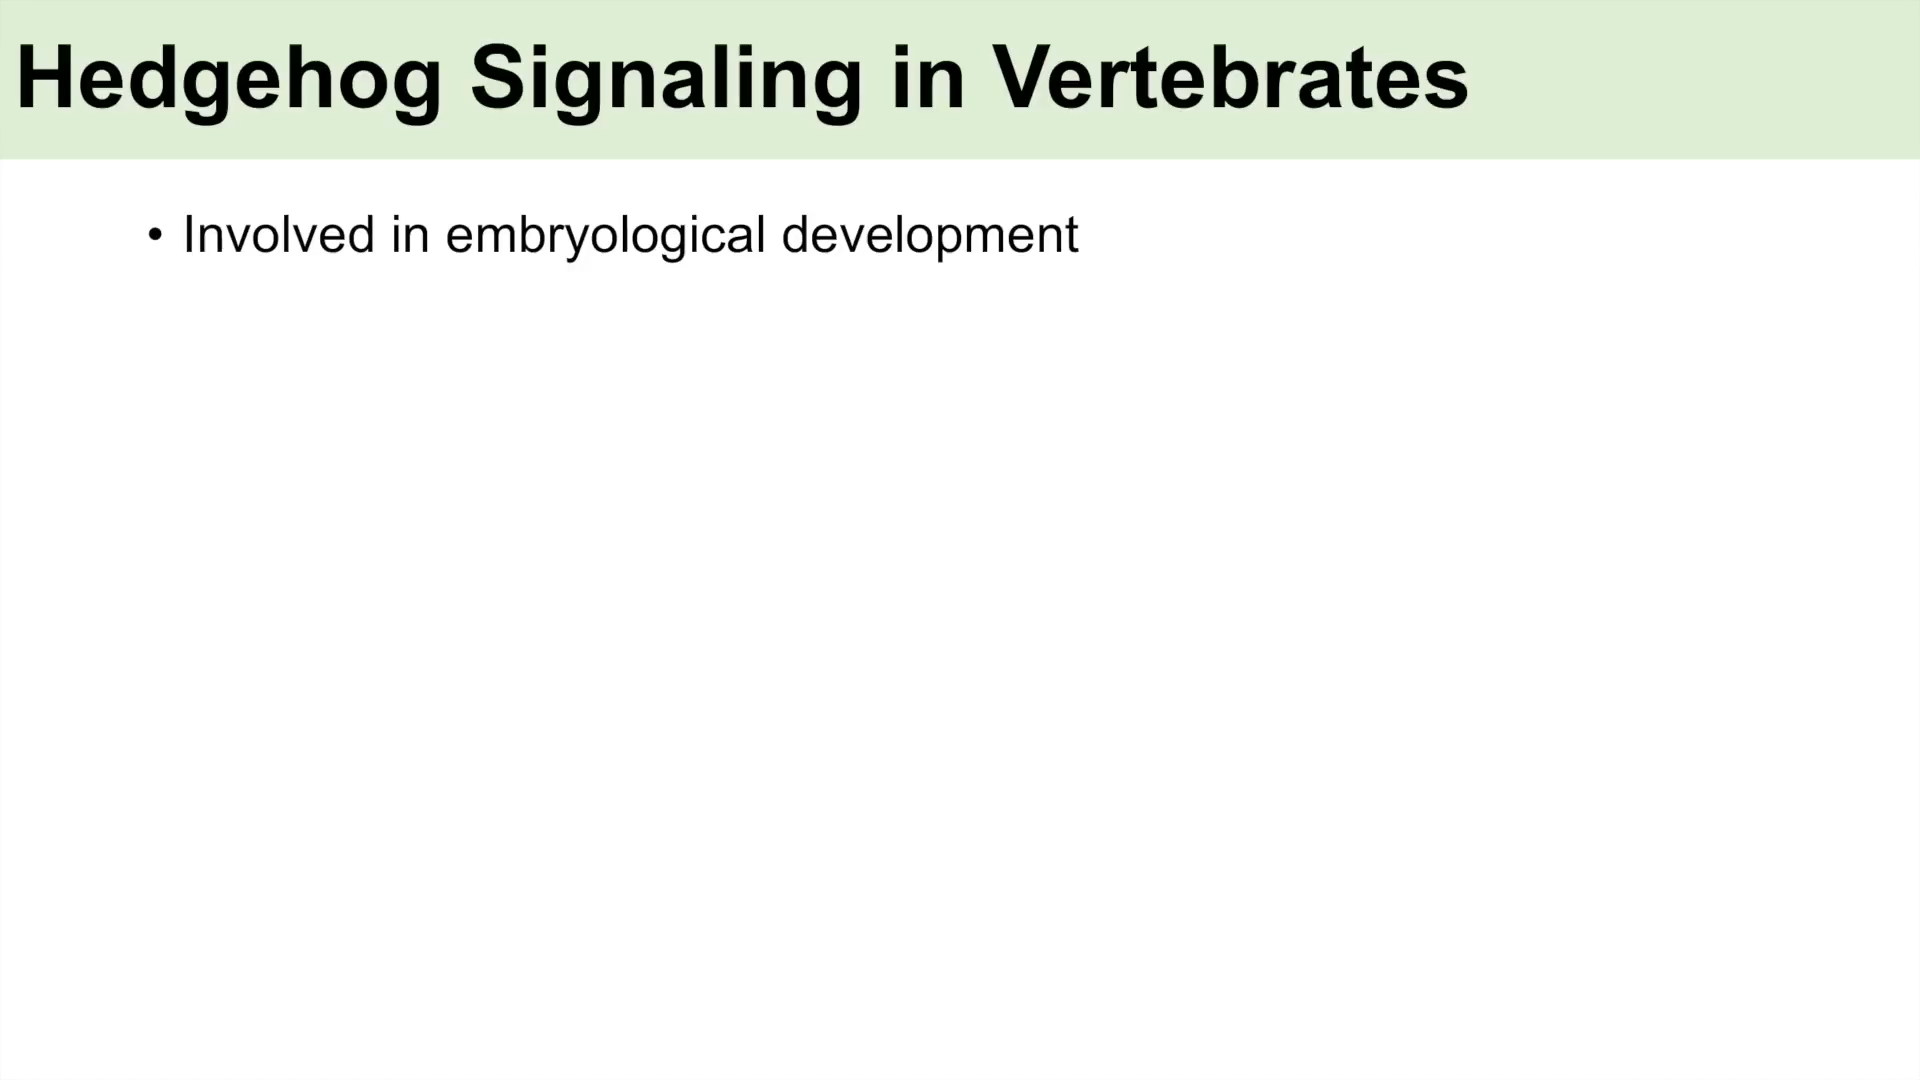 Hedgehog Signaling in Vertebrates
• Involved in embryological development